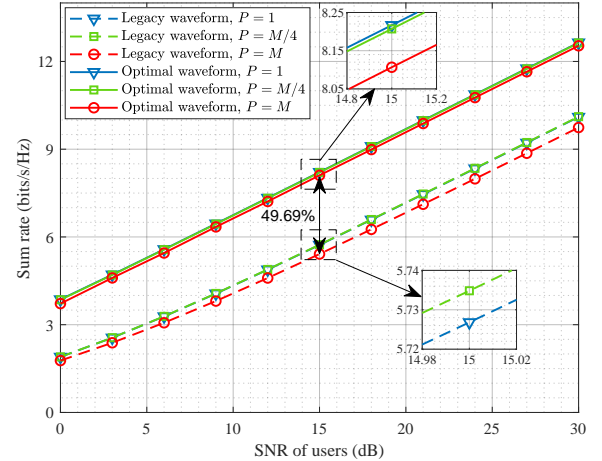 Legacy waveform, P = 1
Legacy waveform, P = M/4
Legacy waveform, P = M
Optimal waveform, P = 1
Optimal waveform, P = M/4
Optimal waveform, P = M
8.25
8.15
8.05
14.8 15 15.2
49.69%
5.74
5.73
5.72
14.98 15 15.02
12
9
6
3
0
0 5 10 15 20 25 30
Sum rate (bits/s/Hz)
SNR of users (dB)